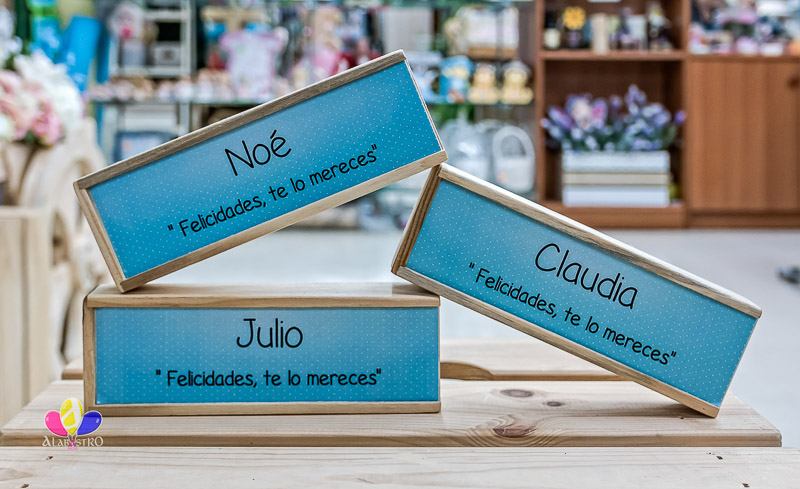 Noé
" Felicidades, te lo mereces"
Claudia
" Felicidades, te lo mereces"
Julio
" Felicidades, te lo mereces"
ALABASTRO